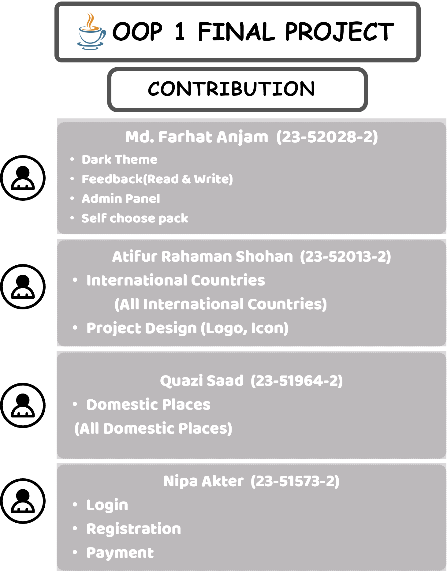 OOP 1 FINAL PROJECT
CONTRIBUTION
Md. Farhat Anjam (23-52028-2)
• Dark Theme
• Feedback(Read & Write)
• Admin Panel
• Self choose pack
Atifur Rahaman Shohan (23-52013-2)
• International Countries
(All International Countries)
• Project Design (Logo, Icon)
Quazi Saad (23-51964-2)
• Domestic Places
(All Domestic Places)
Nipa Akter (23-51573-2)
• Login
• Registration
• Payment